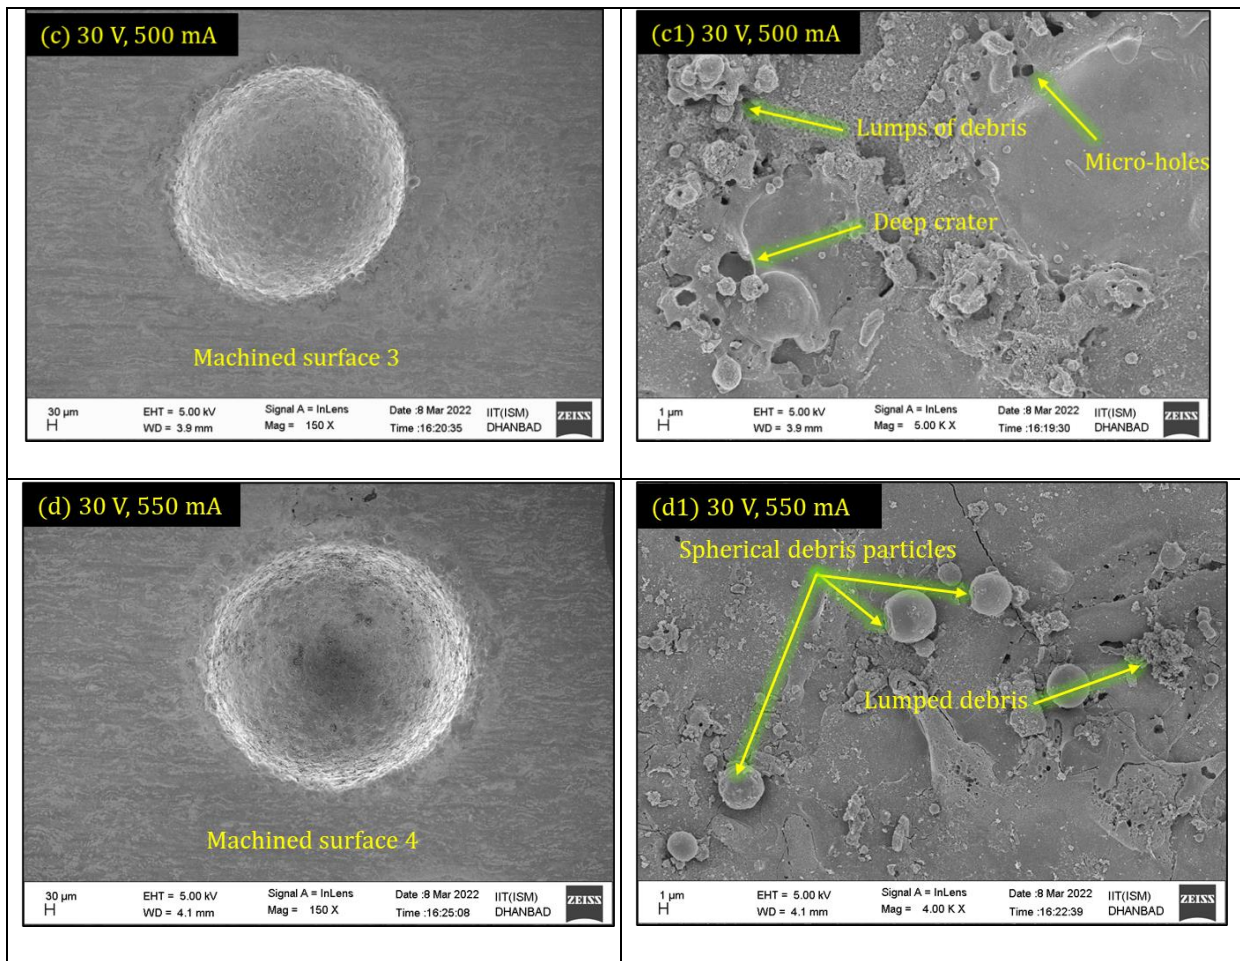 (c) 30 V, 500 mA
Machined surface 3
30 µm
EHT = 5.00 kV
WD = 3.9 mm
Signal A = InLens
Mag = 150 X
Date :8 Mar 2022
Time :16:20:35
IIT(ISM)
DHANBAD
ZEISS
(c1) 30 V, 500 mA
Lumps of debris
Micro-holes
Deep crater
1 µm
EHT = 5.00 kV
WD = 3.9 mm
Signal A = InLens
Mag = 5.00 K X
Date :8 Mar 2022
Time :16:19:30
IIT(ISM)
DHANBAD
ZEISS
(d) 30 V, 550 mA
Machined surface 4
30 µm
EHT = 5.00 kV
WD = 4.1 mm
Signal A = InLens
Mag = 150 X
Date :8 Mar 2022
Time :16:25:08
IIT(ISM)
DHANBAD
ZEISS
(d1) 30 V, 550 mA
Spherical debris particles
Lumped debris
1 µm
EHT = 5.00 kV
WD = 4.1 mm
Signal A = InLens
Mag = 4.00 K X
Date :8 Mar 2022
Time :16:22:39
IIT(ISM)
DHANBAD
ZEISS